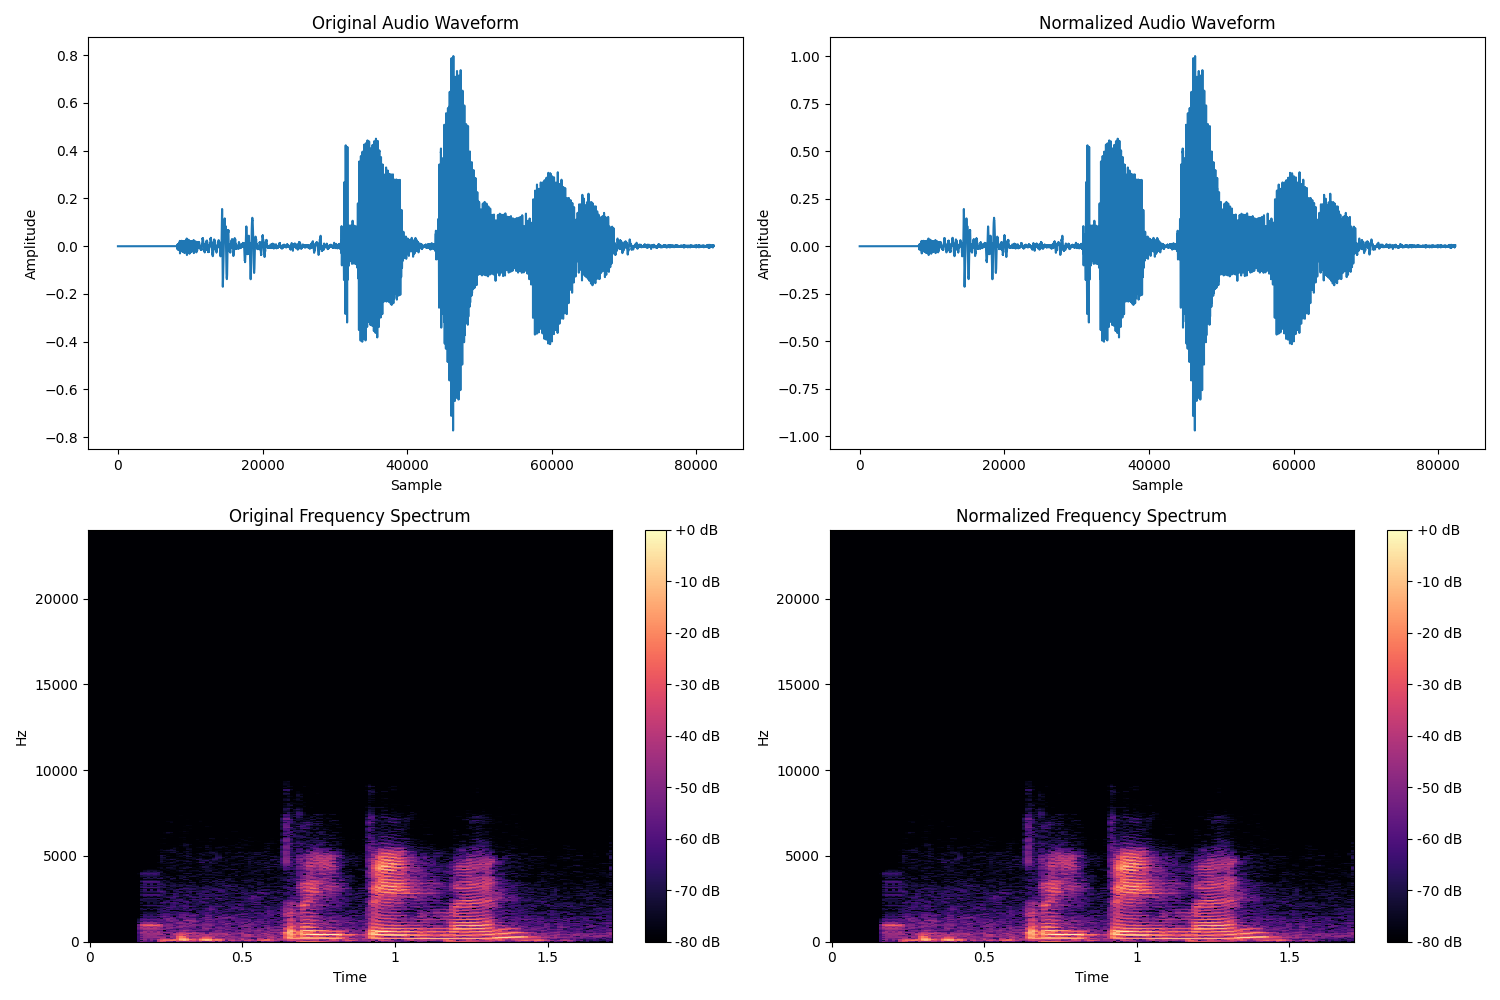 Original Audio Waveform
0.8
0.6
0.4
0.2
0.0
−0.2
−0.4
−0.6
−0.8
Amplitude
0 20000 40000 60000 80000
Sample
Normalized Audio Waveform
1.00
0.75
0.50
0.25
0.00
−0.25
−0.50
−0.75
−1.00
Amplitude
0 20000 40000 60000 80000
Sample
Original Frequency Spectrum
20000
15000
10000
5000
0
Hz
0 0.5 1 1.5
Time
+0 dB
-10 dB
-20 dB
-30 dB
-40 dB
-50 dB
-60 dB
-70 dB
-80 dB
Normalized Frequency Spectrum
20000
15000
10000
5000
0
Hz
0 0.5 1 1.5
Time
+0 dB
-10 dB
-20 dB
-30 dB
-40 dB
-50 dB
-60 dB
-70 dB
-80 dB